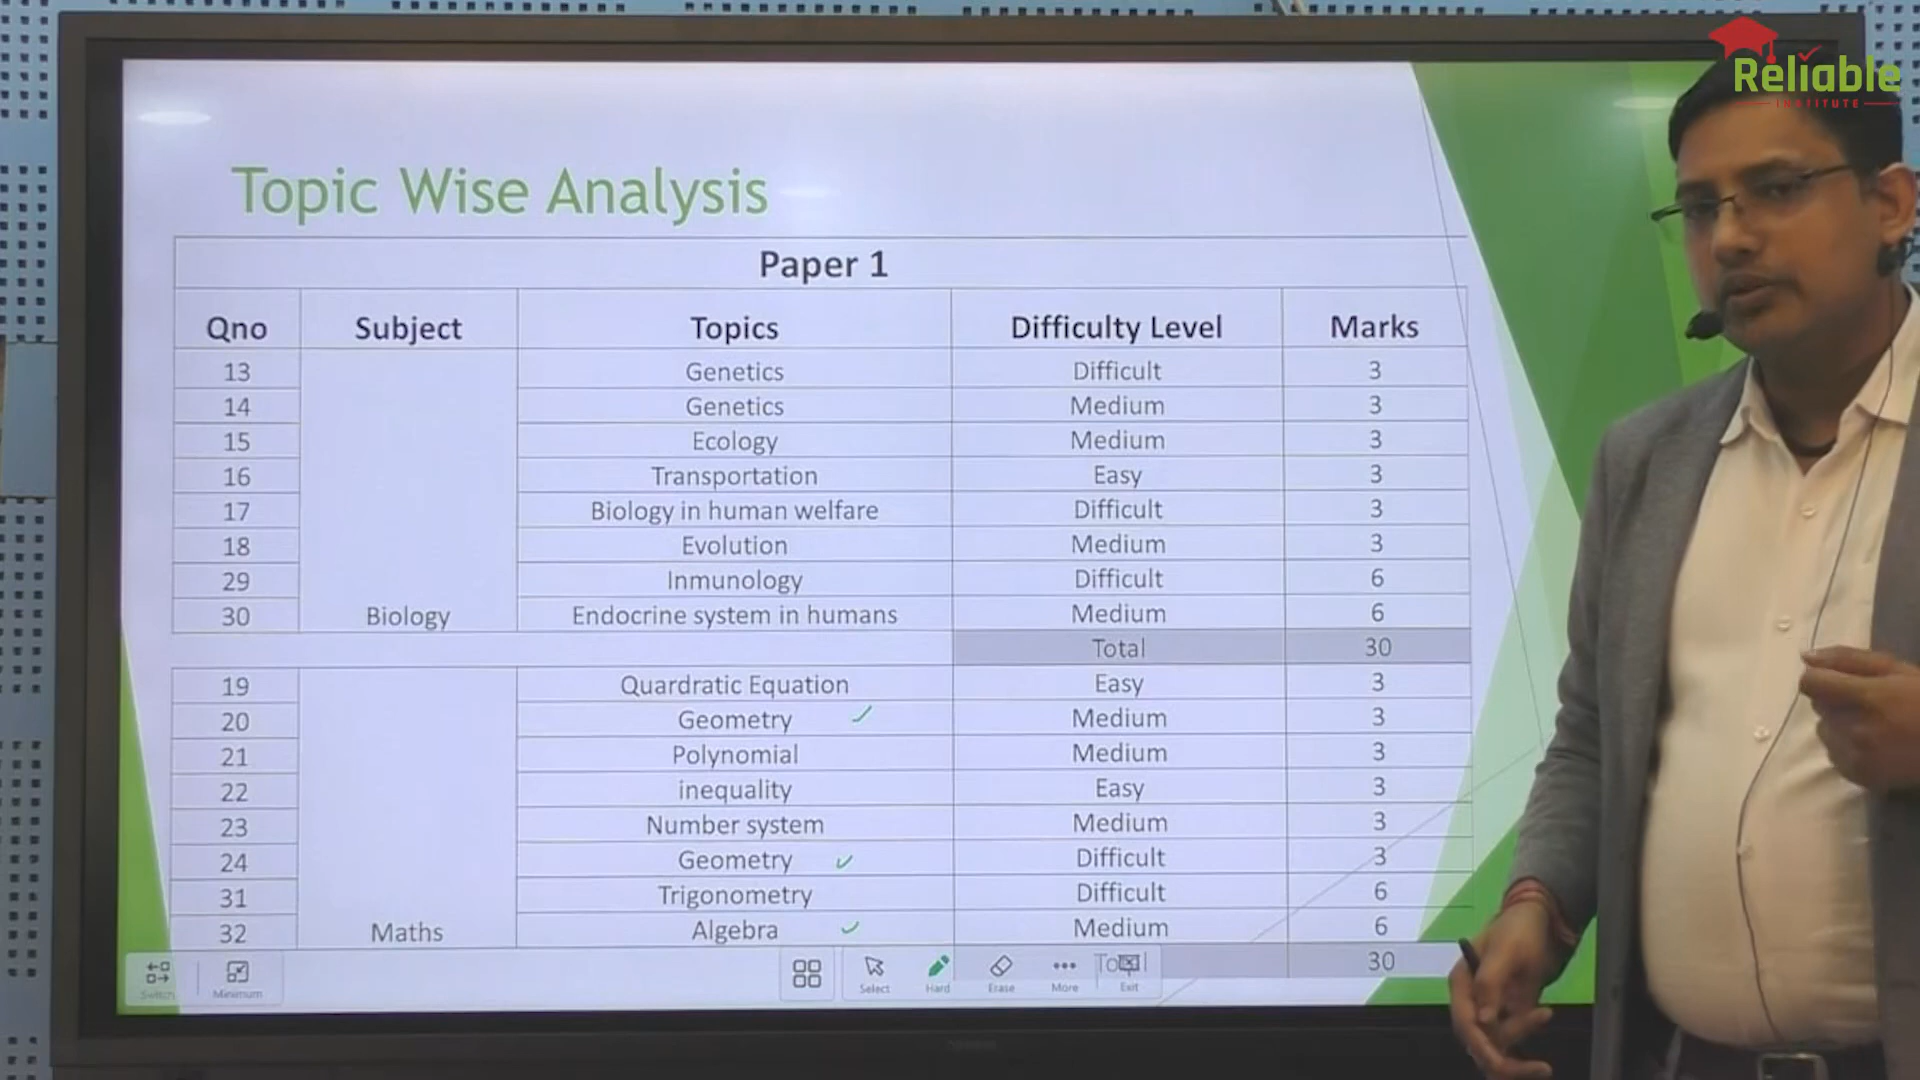 Reliable
INSTITUTE
Topic Wise Analysis
Paper 1
Qno Subject Topics Difficulty Level Marks
13 Genetics Difficult 3
14 Genetics Medium 3
15 Ecology Medium 3
16 Transportation Easy 3
17 Biology in human welfare Difficult 3
18 Evolution Medium 3
29 Inmunology Difficult 6
30 Biology Endocrine system in humans Medium 6
Total 30
19 Quardratic Equation Easy 3
20 Geometry Medium 3
21 Polynomial Medium 3
22 inequality Easy 3
23 Number system Medium 3
24 Geometry Difficult 3
31 Trigonometry Difficult 6
32 Maths Algebra Medium 6
Total 30
Switch Minimum Select Hard Erase More Exit